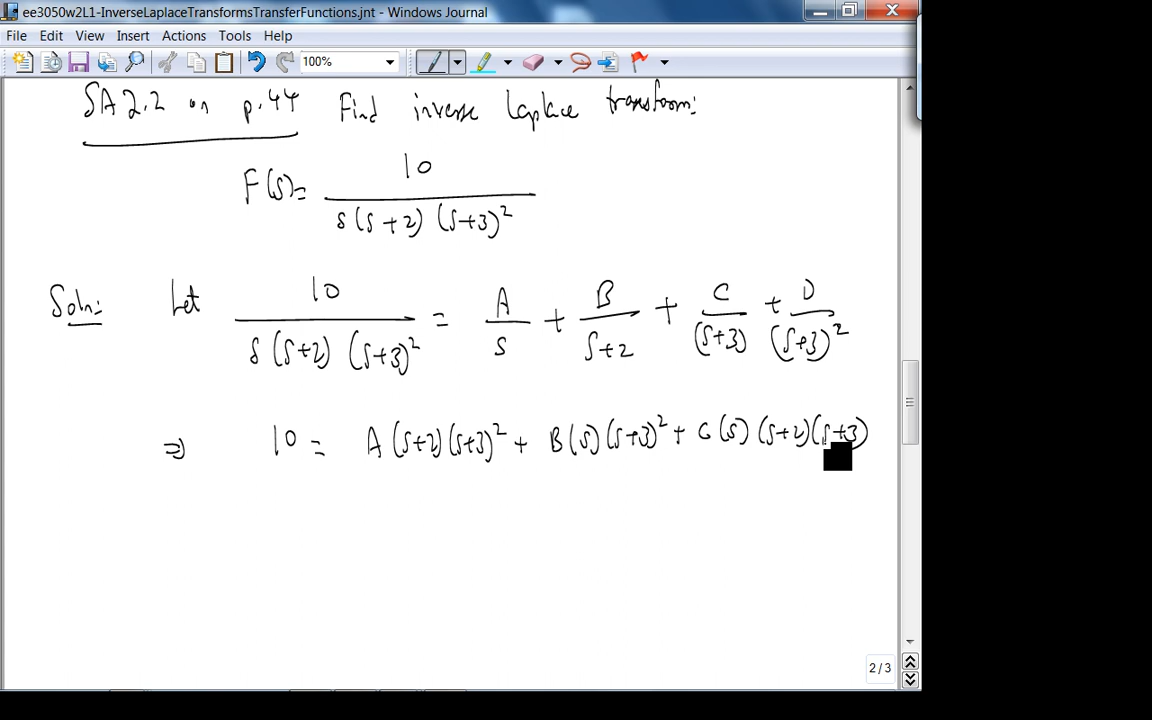 ee3050w2L1-InverseLaplaceTransformsTransferFunctions.jnt - Windows Journal
File Edit View Insert Actions Tools Help
100%
SA 2.2 on p.44 Find inverse Laplace transform:
F(s)= 10 / s(s+2)(s+3)²
Soln: Let 10 / s(s+2)(s+3)² = A/s + B/s+2 + C/(s+3) + D/(s+3)²
⇒ 10 = A(s+2)(s+3)² + B(s)(s+3)² + C(s)(s+2)(s+3)
2/3